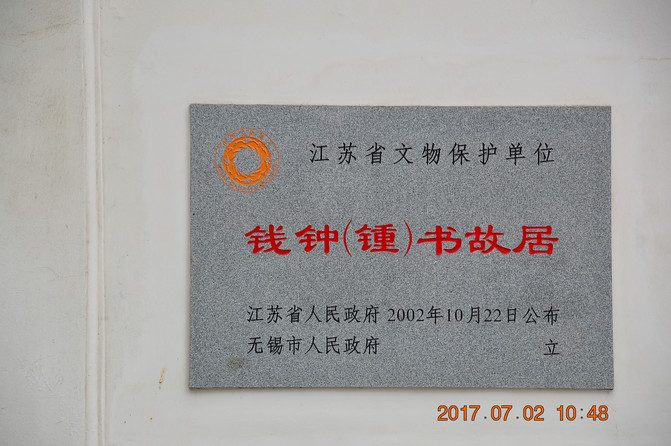 江苏省文物保护单位
钱钟(锺)书故居
江苏省人民政府 2002年10月22日公布
无锡市人民政府 立
2017.07.02 10:48